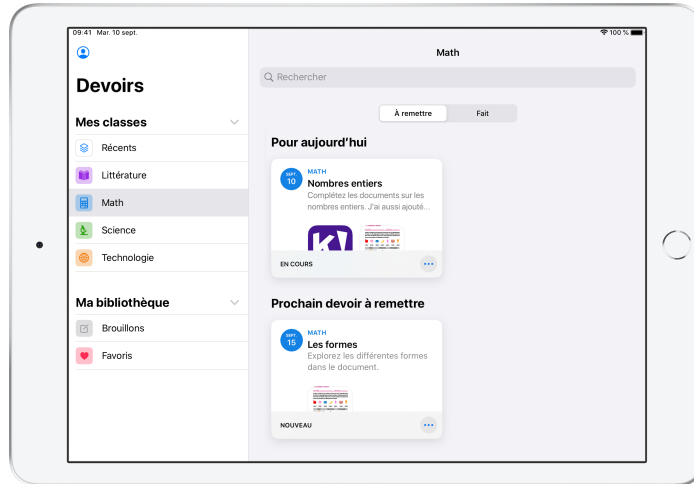 09:41 Mar. 10 sept.
100 %
Devoirs
Mes classes
Récents
Littérature
Math
Science
Technologie
Ma bibliothèque
Brouillons
Favoris
Math
Rechercher
À remettre Fait
Pour aujourd’hui
SEPT.
10
MATH
Nombres entiers
Complétez les documents sur les
nombres entiers. J’ai aussi ajouté...
EN COURS
Prochain devoir à remettre
SEPT.
15
MATH
Les formes
Explorez les différentes formes
dans le document.
NOUVEAU